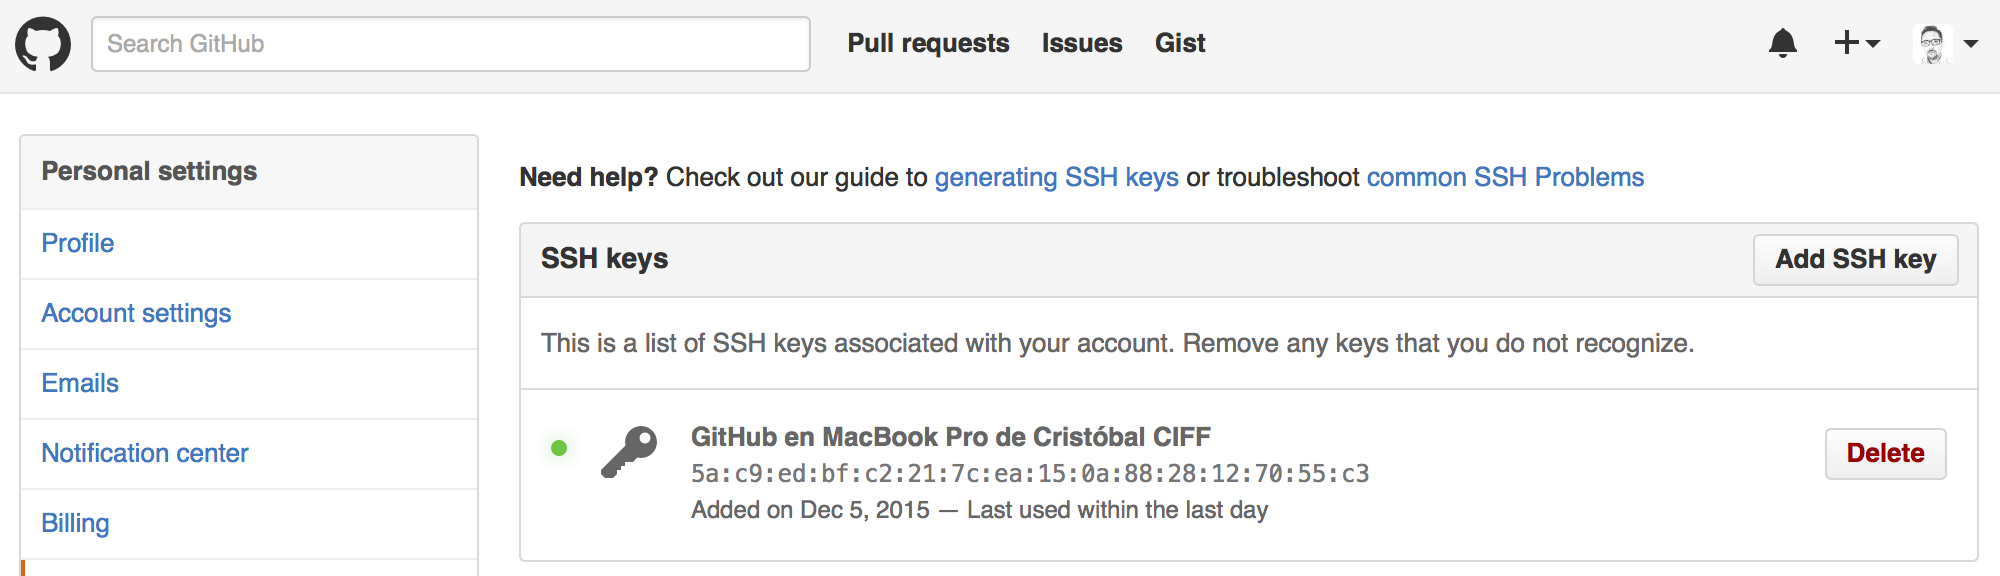 Search GitHub
Pull requests
Issues
Gist
Personal settings
Profile
Account settings
Emails
Notification center
Billing
Need help? Check out our guide to generating SSH keys or troubleshoot common SSH Problems
SSH keys
Add SSH key
This is a list of SSH keys associated with your account. Remove any keys that you do not recognize.
GitHub en MacBook Pro de Cristóbal CIFF
5a:c9:ed:bf:c2:21:7c:ea:15:0a:88:28:12:70:55:c3
Added on Dec 5, 2015 — Last used within the last day
Delete